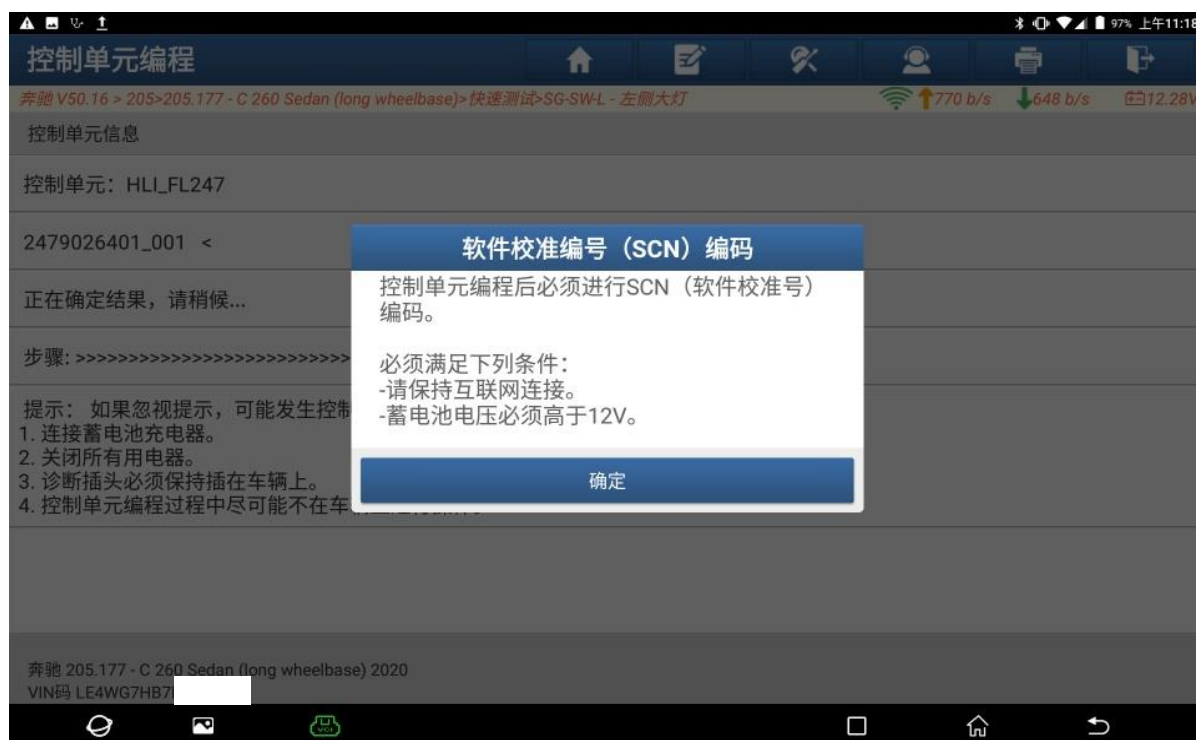 97% 上午11:18
控制单元编程
奔驰 V50.16 > 205>205.177 - C 260 Sedan (long wheelbase)>快速测试>SG-SW-L - 左侧大灯 770 b/s 648 b/s 12.28V
控制单元信息
控制单元：HLI_FL247
2479026401_001 <
正在确定结果，请稍候...
步骤: >>>>>>>>>>>>>>>>>>>>>>>>>>
提示： 如果忽视提示，可能发生控制
1. 连接蓄电池充电器。
2. 关闭所有用电器。
3. 诊断插头必须保持插在车辆上。
4. 控制单元编程过程中尽可能不在车
软件校准编号（SCN）编码
控制单元编程后必须进行SCN（软件校准号）
编码。
必须满足下列条件：
-请保持互联网连接。
-蓄电池电压必须高于12V。
确定
奔驰 205.177 - C 260 Sedan (long wheelbase) 2020
VIN码 LE4WG7HB7
VCI